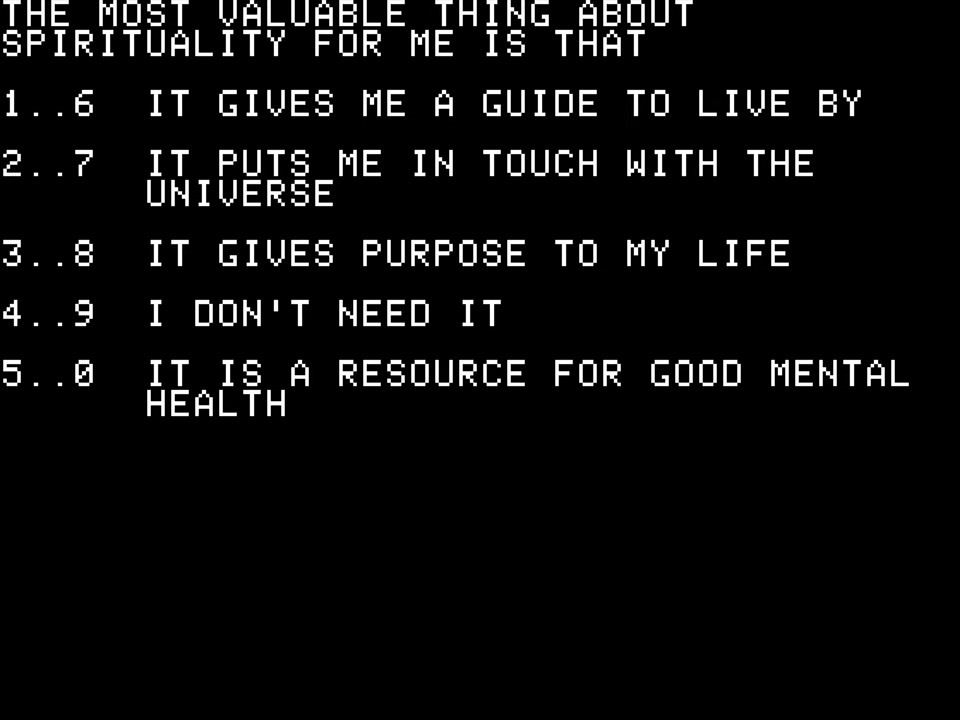 THE MOST VALUABLE THING ABOUT
SPIRITUALITY FOR ME IS THAT
1..6 IT GIVES ME A GUIDE TO LIVE BY
2..7 IT PUTS ME IN TOUCH WITH THE
UNIVERSE
3..8 IT GIVES PURPOSE TO MY LIFE
4..9 I DON'T NEED IT
5..0 IT IS A RESOURCE FOR GOOD MENTAL
HEALTH